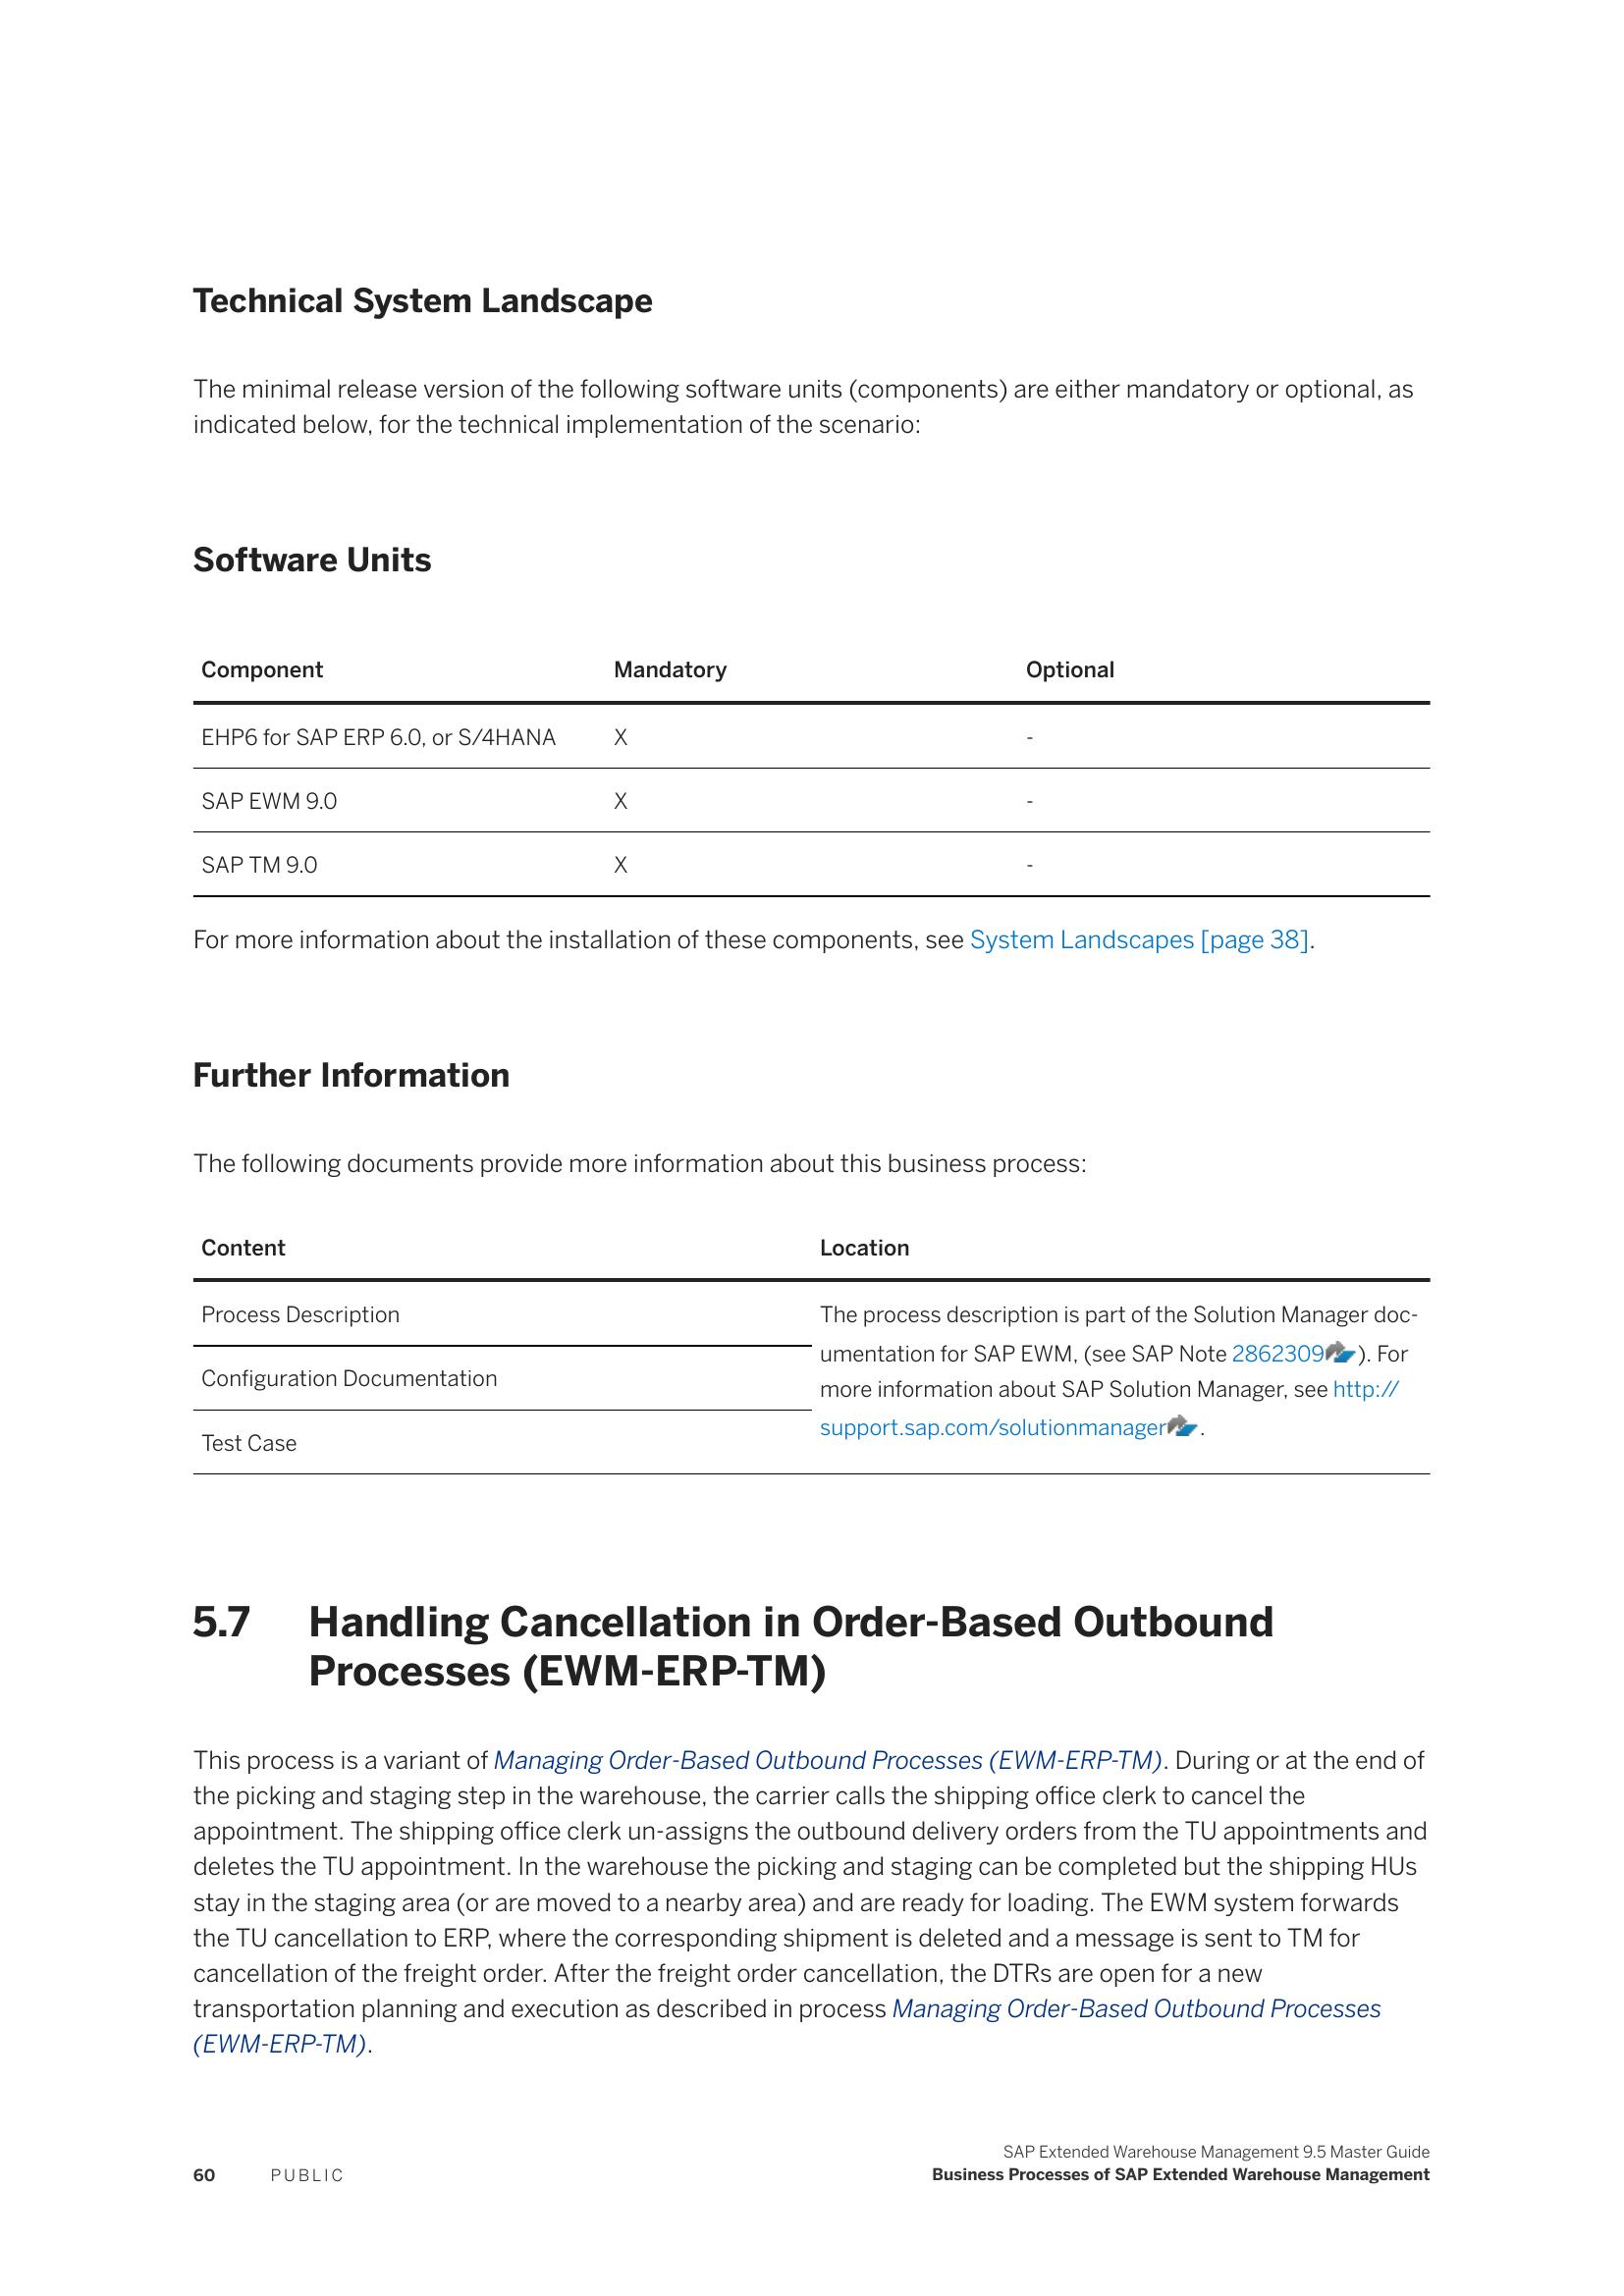 Technical System Landscape
The minimal release version of the following software units (components) are either mandatory or optional, as
indicated below, for the technical implementation of the scenario:
Software Units
Component Mandatory Optional
EHP6 for SAP ERP 6.0, or S/4HANA X -
SAP EWM 9.0 X -
SAP TM 9.0 X -
For more information about the installation of these components, see System Landscapes [page 38].
Further Information
The following documents provide more information about this business process:
Content Location
Process Description
Configuration Documentation
Test Case
The process description is part of the Solution Manager doc-
umentation for SAP EWM, (see SAP Note 2862309). For
more information about SAP Solution Manager, see http://
support.sap.com/solutionmanager.
5.7 Handling Cancellation in Order-Based Outbound
Processes (EWM-ERP-TM)
This process is a variant of Managing Order-Based Outbound Processes (EWM-ERP-TM). During or at the end of
the picking and staging step in the warehouse, the carrier calls the shipping office clerk to cancel the
appointment. The shipping office clerk un-assigns the outbound delivery orders from the TU appointments and
deletes the TU appointment. In the warehouse the picking and staging can be completed but the shipping HUs
stay in the staging area (or are moved to a nearby area) and are ready for loading. The EWM system forwards
the TU cancellation to ERP, where the corresponding shipment is deleted and a message is sent to TM for
cancellation of the freight order. After the freight order cancellation, the DTRs are open for a new
transportation planning and execution as described in process Managing Order-Based Outbound Processes
(EWM-ERP-TM).
SAP Extended Warehouse Management 9.5 Master Guide
60 PUBLIC Business Processes of SAP Extended Warehouse Management